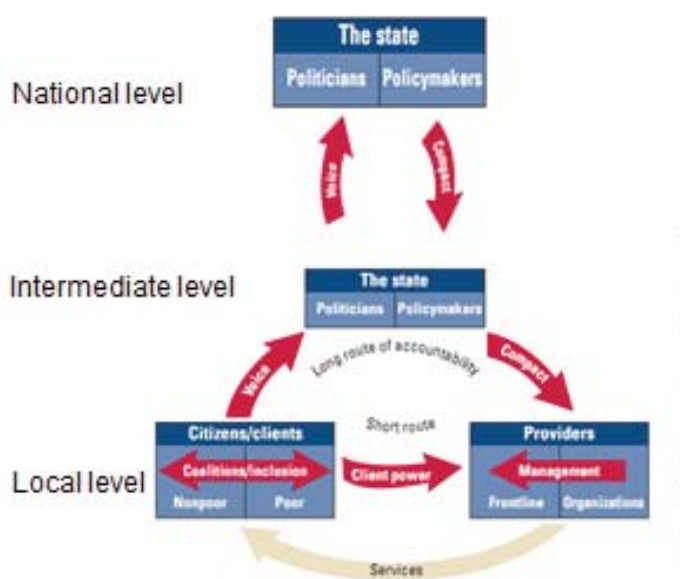 The state
Politicians Policymakers
National level
Voice Compact
Intermediate level
The state
Politicians Policymakers
Long route of accountability
Voice Compact
Short route
Citizens/clients Providers
Coalitions/inclusion Client power Management
Local level
Nonpoor Poor Frontline Organizations
Services